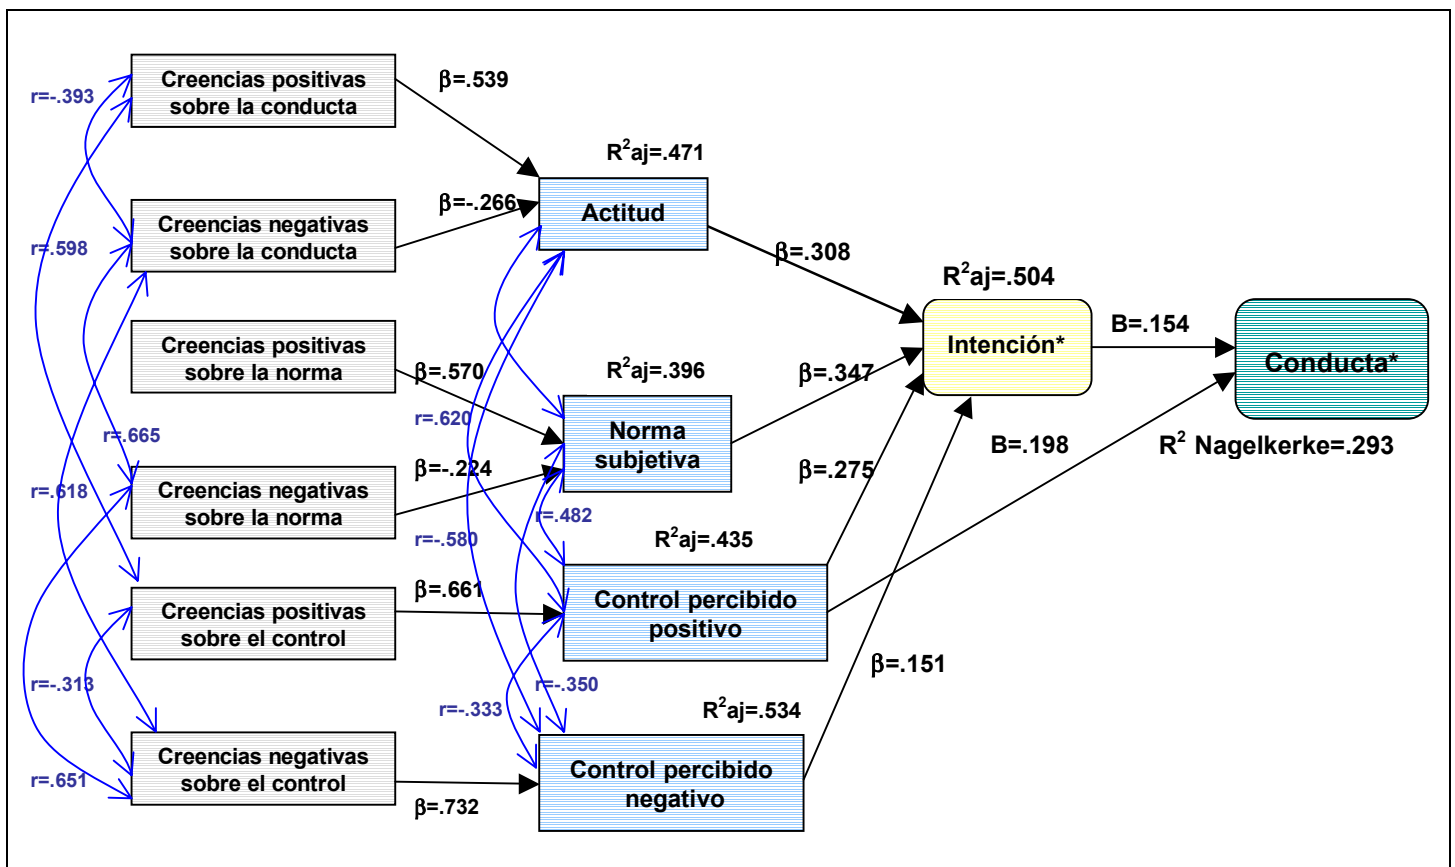 Creencias positivas
sobre la conducta
β=.539
r=-.393
R²aj=.471
Creencias negativas
sobre la conducta
β=-.266
Actitud
r=.598
β=.308
R²aj=.504
Creencias positivas
sobre la norma
β=.570
R²aj=.396
Intención*
B=.154
Conducta*
β=.347
r=.620
r=.665
Norma
subjetiva
R² Nagelkerke=.293
B=.198
β=-.224
β=.275
Creencias negativas
sobre la norma
r=.618
r=.482
r=-.580
R²aj=.435
β=.661
Creencias positivas
sobre el control
Control percibido
positivo
β=.151
r=-.313
r=-.350
r=-.333
R²aj=.534
Creencias negativas
sobre el control
r=.651
β=.732
Control percibido
negativo